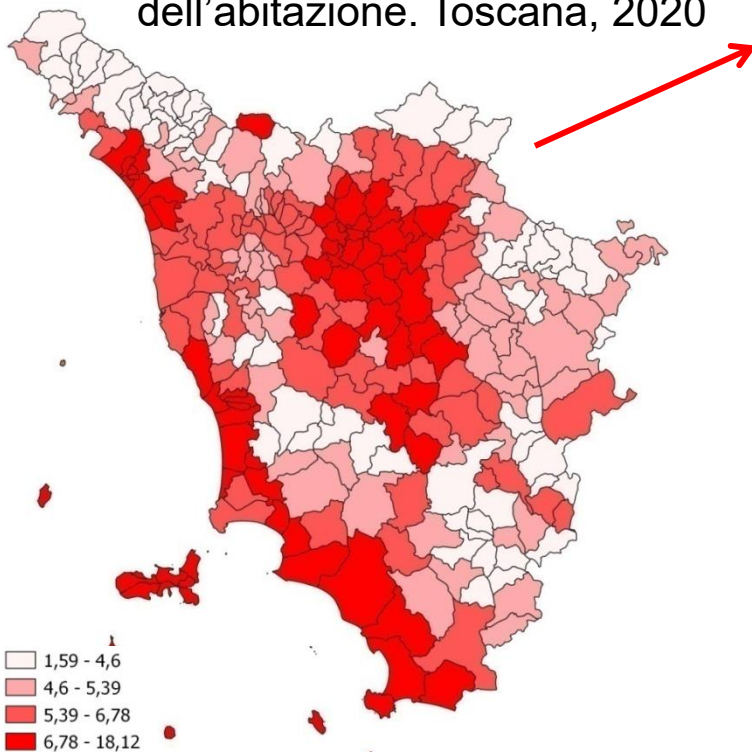 dell'abitazione. Toscana, 2020
1,59 - 4,6
4,6 - 5,39
5,39 - 6,78
6,78 - 18,12